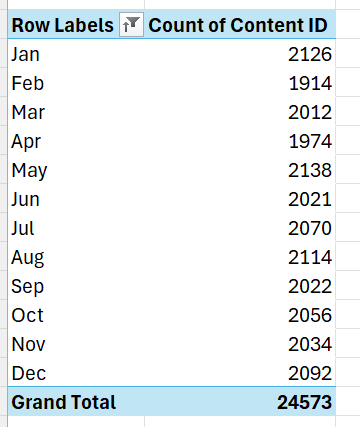 Row Labels Count of Content ID
Jan 2126
Feb 1914
Mar 2012
Apr 1974
May 2138
Jun 2021
Jul 2070
Aug 2114
Sep 2022
Oct 2056
Nov 2034
Dec 2092
Grand Total 24573